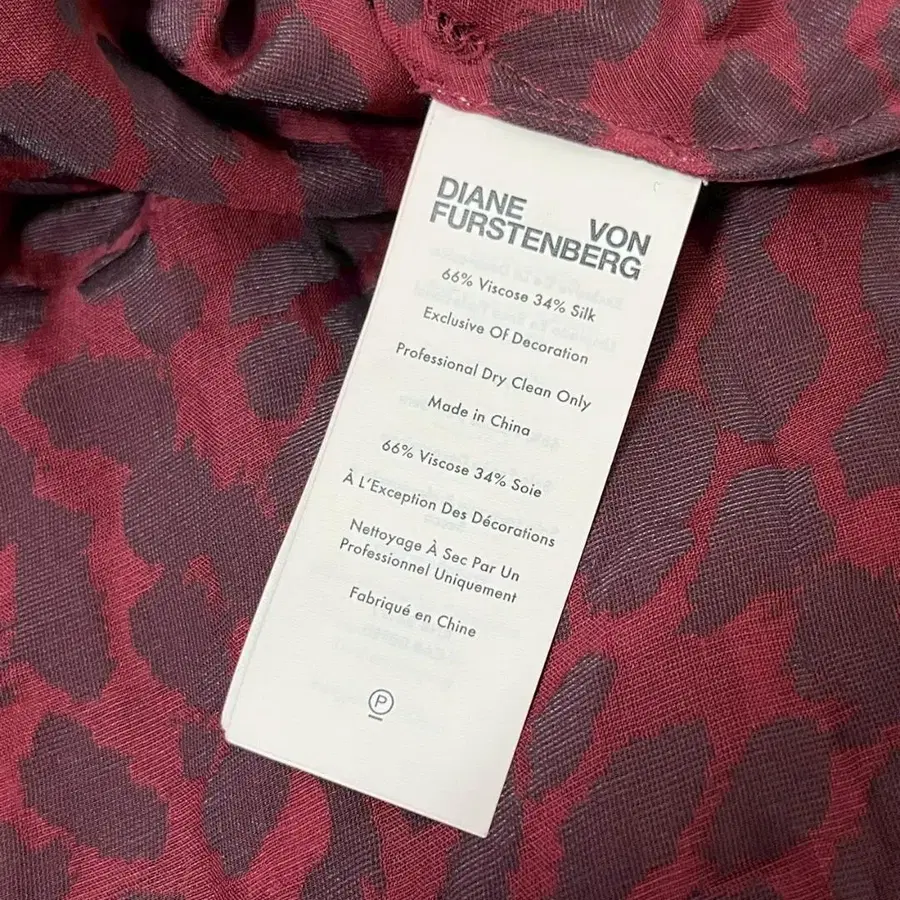 DIANE VON
FURSTENBERG
66% Viscose 34% Silk
Exclusive Of Decoration
Professional Dry Clean Only
Made in China
66% Viscose 34% Soie
À L'Exception Des Décorations
Nettoyage À Sec Par Un
Professionnel Uniquement
Fabriqué en Chine
P